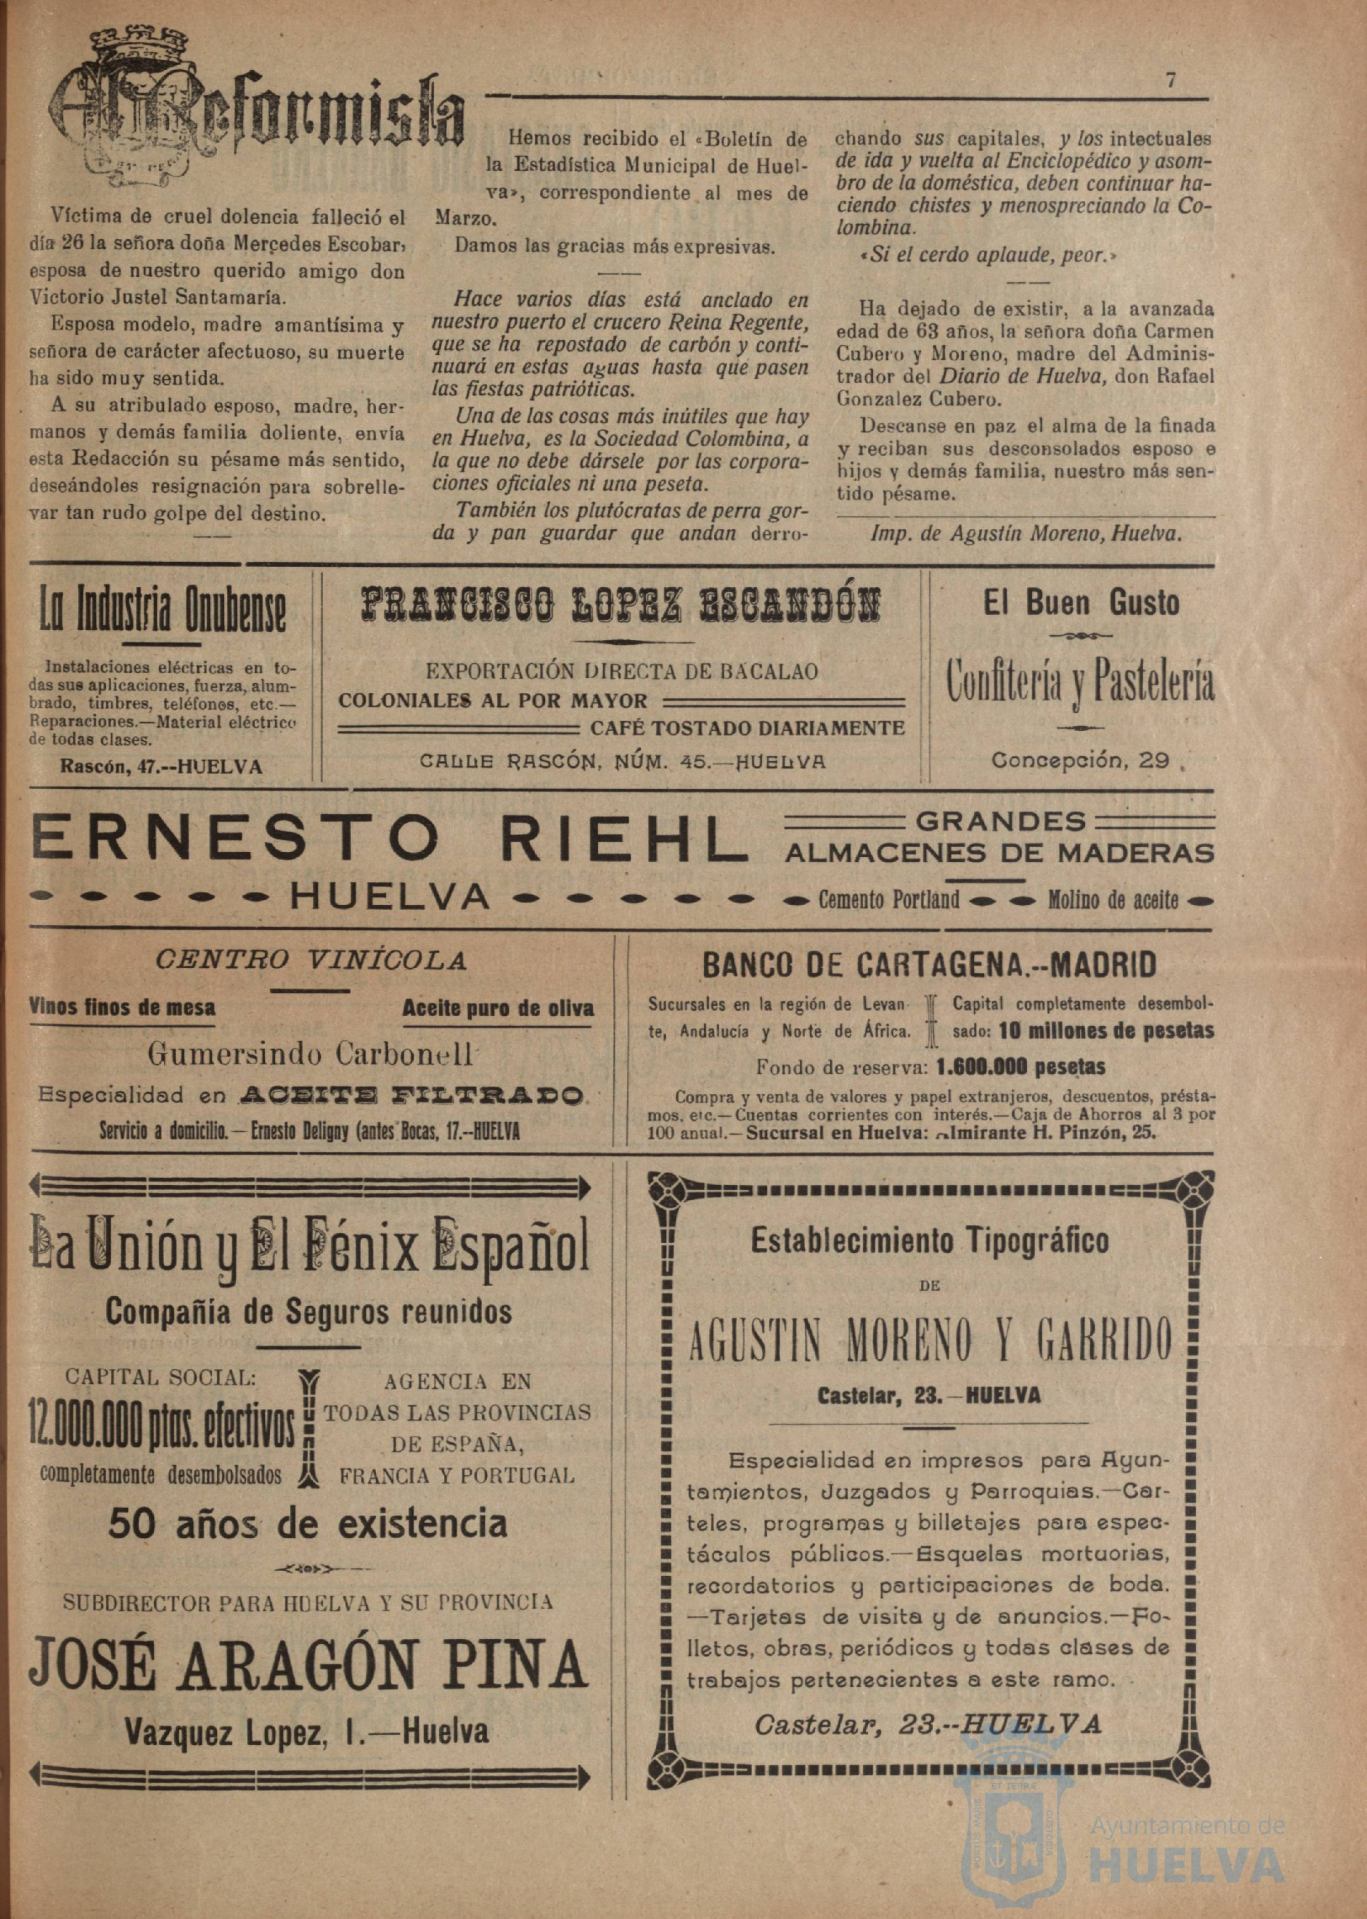 El Reformista
7
Víctima de cruel dolencia falleció el
día 26 la señora doña Mercedes Escobar,
esposa de nuestro querido amigo don
Victorio Justel Santamaría.
Esposa modelo, madre amantísima y
señora de carácter afectuoso, su muerte
ha sido muy sentida.
A su atribulado esposo, madre, her-
manos y demás familia doliente, envía
esta Redacción su pésame más sentido,
deseándoles resignación para sobrelle-
var tan rudo golpe del destino.
Hemos recibido el «Boletín de
la Estadística Municipal de Huel-
va», correspondiente al mes de
Marzo.
Damos las gracias más expresivas.
Hace varios días está anclado en
nuestro puerto el crucero Reina Regente,
que se ha repostado de carbón y conti-
nuará en estas aguas hasta que pasen
las fiestas patrióticas.
Una de las cosas más inútiles que hay
en Huelva, es la Sociedad Colombina, a
la que no debe dársele por las corpora-
ciones oficiales ni una peseta.
También los plutócratas de perra gor-
da y pan guardar que andan derro-
chando sus capitales, y los intectuales
de ida y vuelta al Enciclopédico y asom-
bro de la doméstica, deben continuar ha-
ciendo chistes y menospreciando la Co-
lombina.
«Si el cerdo aplaude, peor.»
Ha dejado de existir, a la avanzada
edad de 63 años, la señora doña Carmen
Cubero y Moreno, madre del Adminis-
trador del Diario de Huelva, don Rafael
Gonzalez Cubero.
Descanse en paz el alma de la finada
y reciban sus desconsolados esposo e
hijos y demás familia, nuestro más sen-
tido pésame.
Imp. de Agustín Moreno, Huelva.
La Industria Onubense
Instalaciones eléctricas en to-
das sus aplicaciones, fuerza, alum-
brado, timbres, teléfonos, etc.—
Reparaciones.—Material eléctrico
de todas clases.
Rascón, 47.--HUELVA
FRANCISCO LOPEZ ESCANDÓN
EXPORTACIÓN DIRECTA DE BACALAO
COLONIALES AL POR MAYOR
CAFÉ TOSTADO DIARIAMENTE
CALLE RASCÓN, NÚM. 45.—HUELVA
El Buen Gusto
Confitería y Pastelería
Concepción, 29
ERNESTO RIEHL
HUELVA
GRANDES
ALMACENES DE MADERAS
Cemento Portland
Molino de aceite
CENTRO VINÍCOLA
Vinos finos de mesa
Aceite puro de oliva
Gumersindo Carbonell
Especialidad en ACEITE FILTRADO.
Servicio a domicilio.—Ernesto Deligny (antes Bocas, 17.--HUELVA
BANCO DE CARTAGENA.--MADRID
Sucursales en la región de Levan-
te, Andalucía y Norte de África.
Capital completamente desembol-
sado: 10 millones de pesetas
Fondo de reserva: 1.600.000 pesetas
Compra y venta de valores y papel extranjeros, descuentos, présta-
mos, etc.—Cuentas corrientes con interés.—Caja de Ahorros al 3 por
100 anual.—Sucursal en Huelva: Almirante H. Pinzón, 25.
La Unión y El Fénix Español
Compañía de Seguros reunidos
CAPITAL SOCIAL:
12.000.000 ptas. efectivos
completamente desembolsados
AGENCIA EN
TODAS LAS PROVINCIAS
DE ESPAÑA,
FRANCIA Y PORTUGAL
50 años de existencia
SUBDIRECTOR PARA HUELVA Y SU PROVINCIA
JOSÉ ARAGÓN PINA
Vazquez Lopez, 1.—Huelva
Establecimiento Tipográfico
DE
AGUSTIN MORENO Y GARRIDO
Castelar, 23.—HUELVA
Especialidad en impresos para Ayun-
tamientos, Juzgados y Parroquias.—Car-
teles, programas y billetajes para espec-
táculos públicos.—Esquelas mortuorias,
recordatorios y participaciones de boda.
—Tarjetas de visita y de anuncios.—Fo-
lletos, obras, periódicos y todas clases de
trabajos pertenecientes a este ramo.
Castelar, 23.--HUELVA
Ayuntamiento de
HUELVA